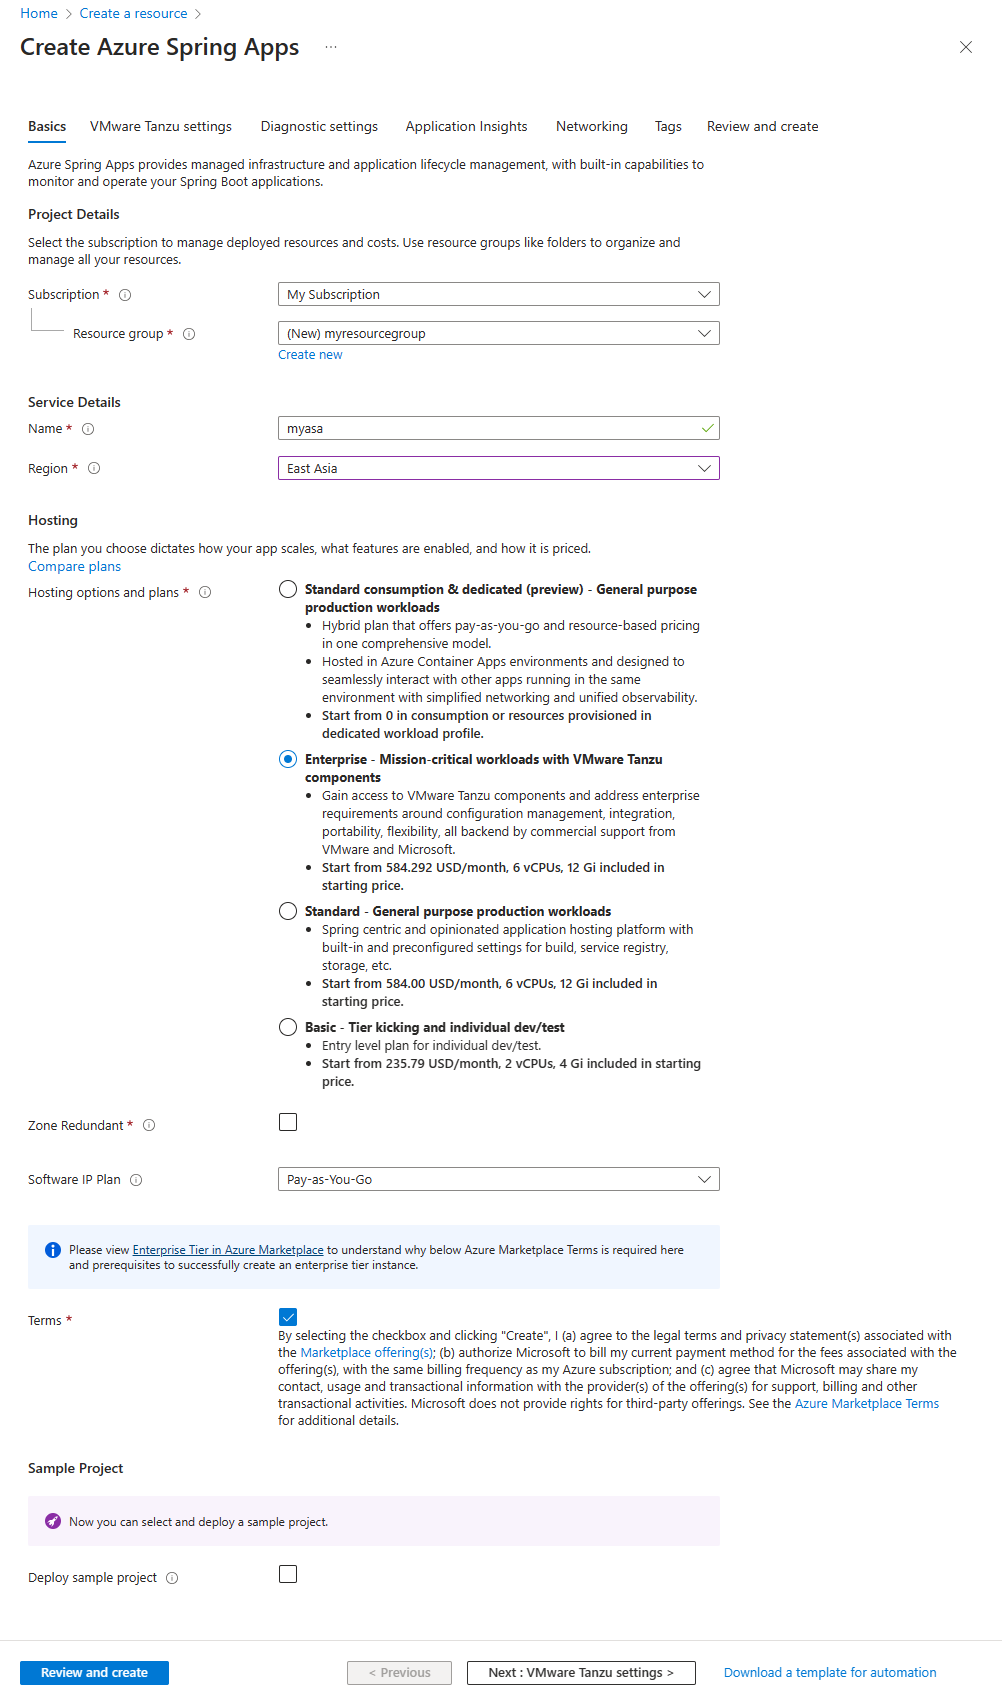 Home > Create a resource >
Create Azure Spring Apps ...
Basics VMware Tanzu settings Diagnostic settings Application Insights Networking Tags Review and create
Azure Spring Apps provides managed infrastructure and application lifecycle management, with built-in capabilities to
monitor and operate your Spring Boot applications.
Project Details
Select the subscription to manage deployed resources and costs. Use resource groups like folders to organize and
manage all your resources.
Subscription * My Subscription
Resource group * (New) myresourcegroup
Create new
Service Details
Name * myasa
Region * East Asia
Hosting
The plan you choose dictates how your app scales, what features are enabled, and how it is priced.
Compare plans
Hosting options and plans *
Standard consumption & dedicated (preview) - General purpose
production workloads
• Hybrid plan that offers pay-as-you-go and resource-based pricing
in one comprehensive model.
• Hosted in Azure Container Apps environments and designed to
seamlessly interact with other apps running in the same
environment with simplified networking and unified observability.
• Start from 0 in consumption or resources provisioned in
dedicated workload profile.
Enterprise - Mission-critical workloads with VMware Tanzu
components
• Gain access to VMware Tanzu components and address enterprise
requirements around configuration management, integration,
portability, flexibility, all backend by commercial support from
VMware and Microsoft.
• Start from 584.292 USD/month, 6 vCPUs, 12 Gi included in
starting price.
Standard - General purpose production workloads
• Spring centric and opinionated application hosting platform with
built-in and preconfigured settings for build, service registry,
storage, etc.
• Start from 584.00 USD/month, 6 vCPUs, 12 Gi included in
starting price.
Basic - Tier kicking and individual dev/test
• Entry level plan for individual dev/test.
• Start from 235.79 USD/month, 2 vCPUs, 4 Gi included in starting
price.
Zone Redundant *
Software IP Plan Pay-as-You-Go
Please view Enterprise Tier in Azure Marketplace to understand why below Azure Marketplace Terms is required here
and prerequisites to successfully create an enterprise tier instance.
Terms *
By selecting the checkbox and clicking "Create", I (a) agree to the legal terms and privacy statement(s) associated with
the Marketplace offering(s); (b) authorize Microsoft to bill my current payment method for the fees associated with the
offering(s), with the same billing frequency as my Azure subscription; and (c) agree that Microsoft may share my
contact, usage and transactional information with the provider(s) of the offering(s) for support, billing and other
transactional activities. Microsoft does not provide rights for third-party offerings. See the Azure Marketplace Terms
for additional details.
Sample Project
Now you can select and deploy a sample project.
Deploy sample project
Review and create < Previous Next : VMware Tanzu settings > Download a template for automation